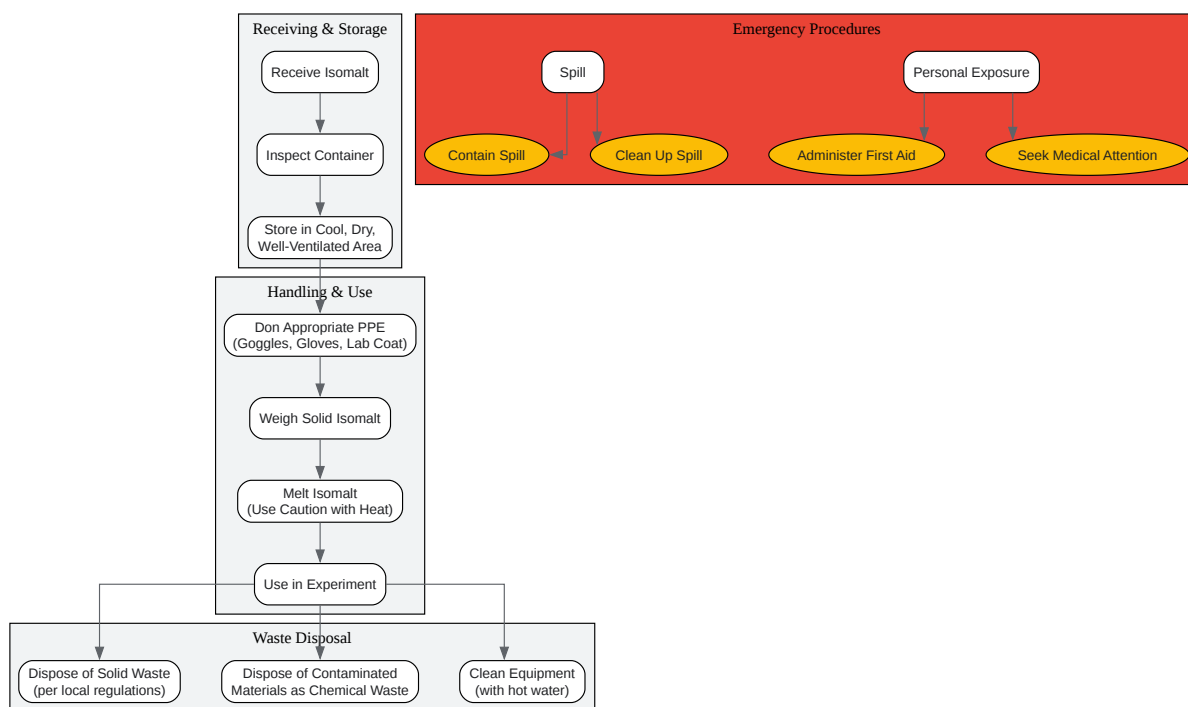 Receiving & Storage
Receive Isomalt
Inspect Container
Store in Cool, Dry,
Well-Ventilated Area
Emergency Procedures
Spill
Personal Exposure
Contain Spill
Clean Up Spill
Administer First Aid
Seek Medical Attention
Handling & Use
Don Appropriate PPE
(Goggles, Gloves, Lab Coat)
Weigh Solid Isomalt
Melt Isomalt
(Use Caution with Heat)
Use in Experiment
Waste Disposal
Dispose of Solid Waste
(per local regulations)
Dispose of Contaminated
Materials as Chemical Waste
Clean Equipment
(with hot water)